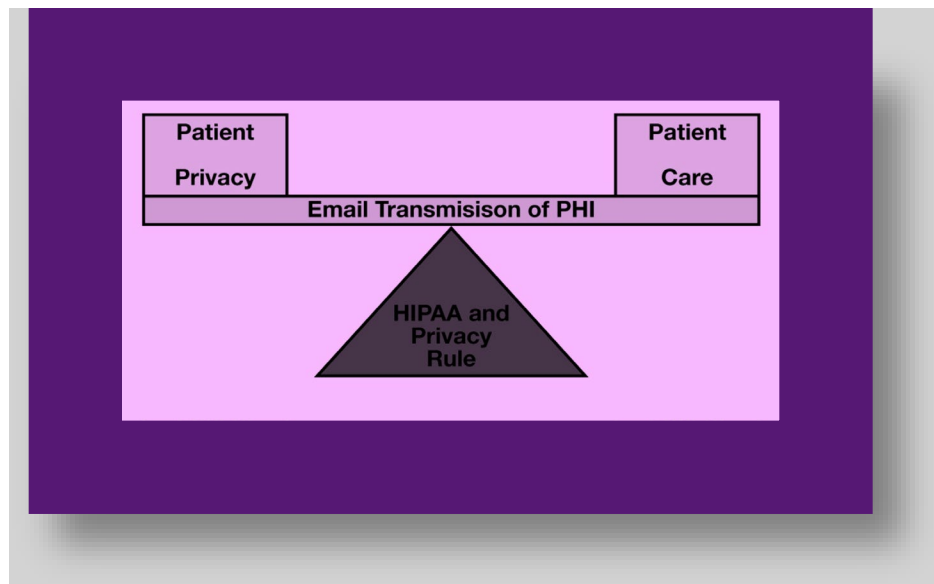 Patient
Privacy
Patient
Care
Email Transmisison of PHI
HIPAA and
Privacy
Rule